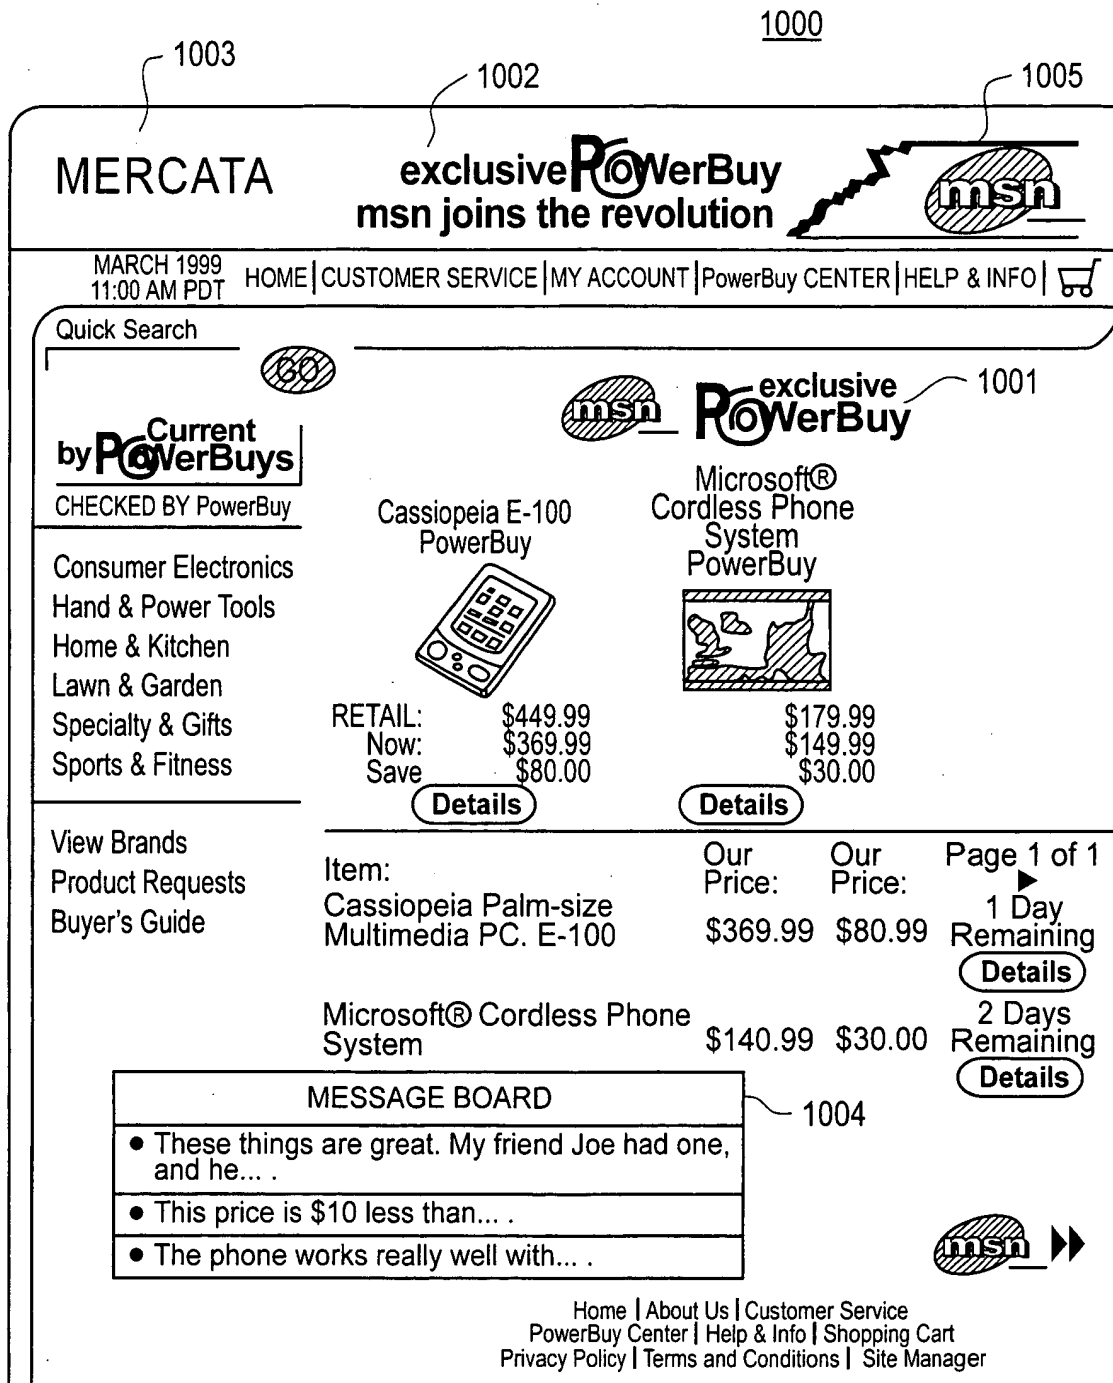 1000
1003
1002
1005
MERCATA
exclusive PoWerBuy
msn joins the revolution
msn
MARCH 1999
11:00 AM PDT
HOME | CUSTOMER SERVICE | MY ACCOUNT | PowerBuy CENTER | HELP & INFO |
Quick Search
GO
by Current PoWerBuys
CHECKED BY PowerBuy
Consumer Electronics
Hand & Power Tools
Home & Kitchen
Lawn & Garden
Specialty & Gifts
Sports & Fitness
View Brands
Product Requests
Buyer's Guide
msn exclusive PoWerBuy
1001
Cassiopeia E-100
PowerBuy
Microsoft®
Cordless Phone
System
PowerBuy
RETAIL: $449.99 $179.99
Now: $369.99 $149.99
Save $80.00 $30.00
Details Details
Item: Our Price: Our Price: Page 1 of 1
Cassiopeia Palm-size
Multimedia PC. E-100 $369.99 $80.99 1 Day Remaining
Details
Microsoft® Cordless Phone
System $140.99 $30.00 2 Days Remaining
Details
MESSAGE BOARD
1004
• These things are great. My friend Joe had one,
and he... .
• This price is $10 less than... .
• The phone works really well with... .
msn
Home | About Us | Customer Service
PowerBuy Center | Help & Info | Shopping Cart
Privacy Policy | Terms and Conditions | Site Manager